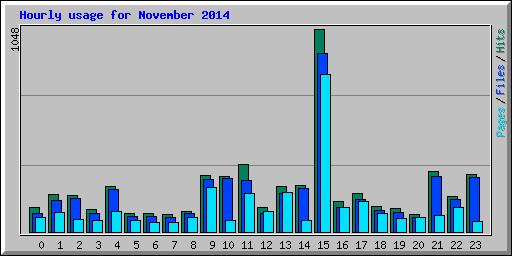 Hourly usage for November 2014
1048
Pages/Files/Hits
0 1 2 3 4 5 6 7 8 9 10 11 12 13 14 15 16 17 18 19 20 21 22 23